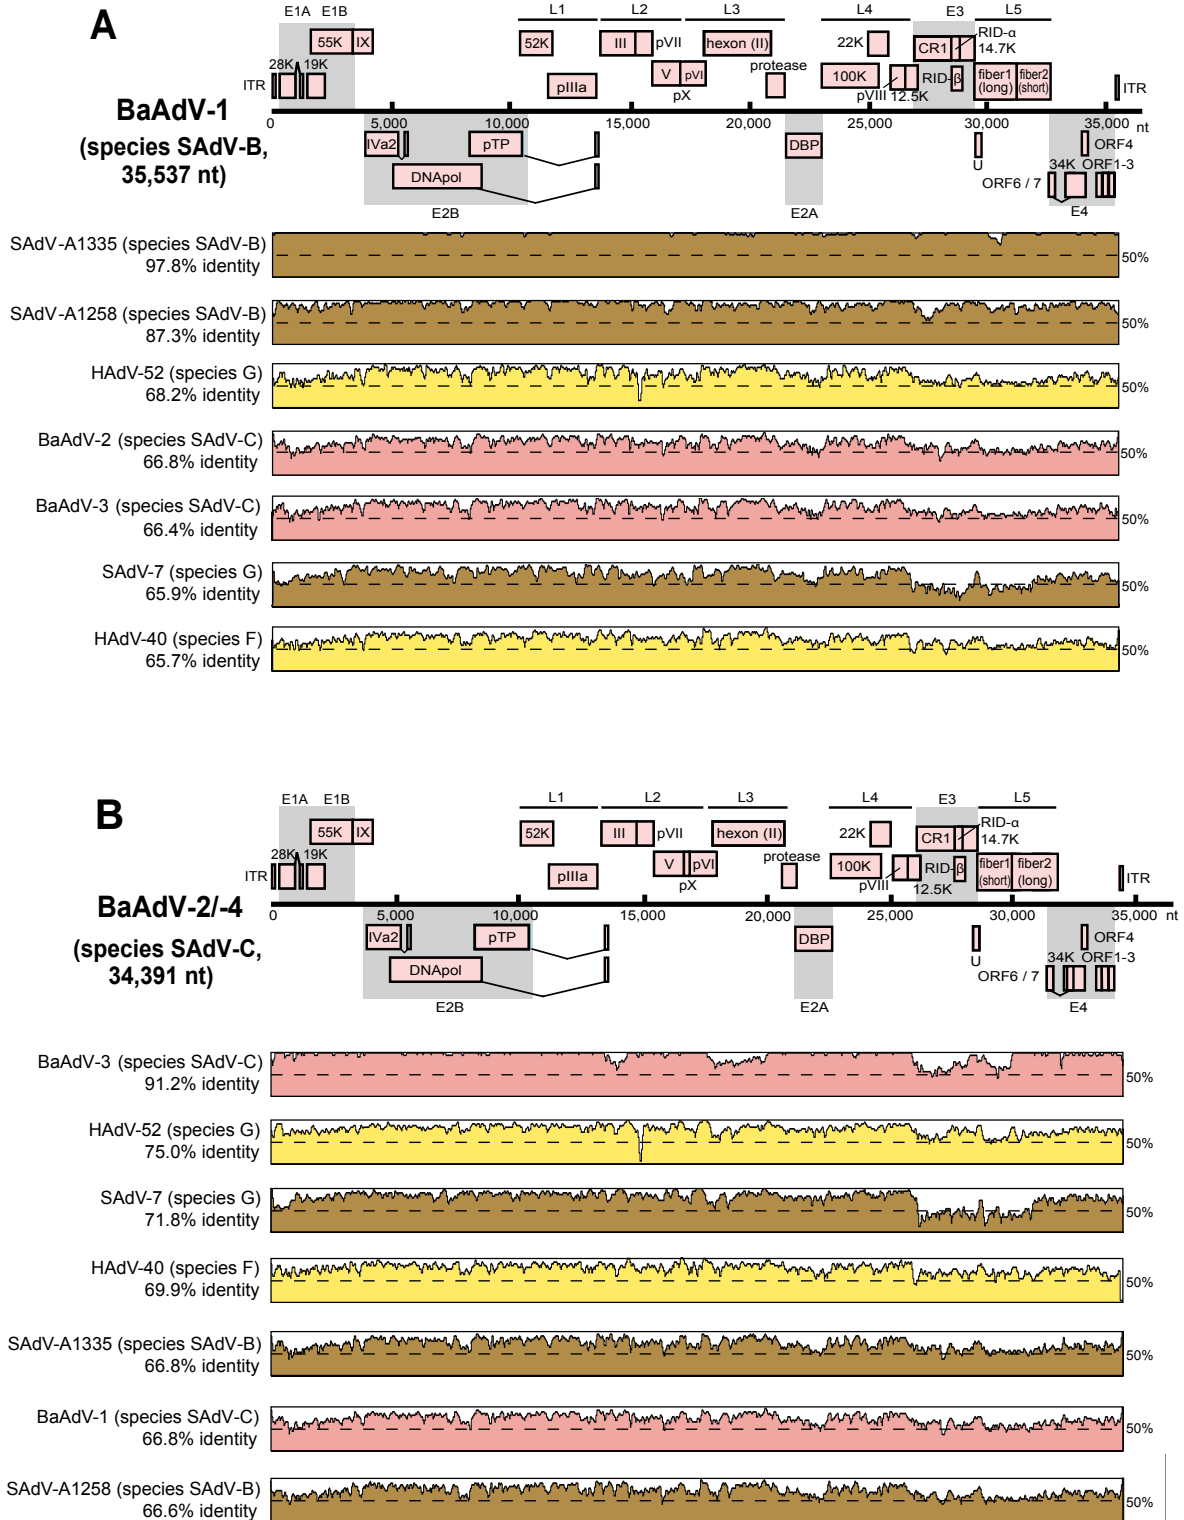 A
E1A E1B L1 L2 L3 L4 E3 L5
55K IX 52K III pVII hexon (II) 22K CR1 RID-α
14.7K
28K 19K V pVI protease 100K RID-β fiber1 fiber2
(long) (short)
ITR pIIIa pX pVIII 12.5K ITR
BaAdV-1
0 5,000 10,000 15,000 20,000 25,000 30,000 35,000 nt
(species SAdV-B,
35,537 nt)
IVa2 pTP DBP U ORF4
34K ORF1-3
DNApol ORF6 / 7
E2B E2A E4
SAdV-A1335 (species SAdV-B)
97.8% identity
50%
SAdV-A1258 (species SAdV-B)
87.3% identity
50%
HAdV-52 (species G)
68.2% identity
50%
BaAdV-2 (species SAdV-C)
66.8% identity
50%
BaAdV-3 (species SAdV-C)
66.4% identity
50%
SAdV-7 (species G)
65.9% identity
50%
HAdV-40 (species F)
65.7% identity
50%
B
E1A E1B L1 L2 L3 L4 E3 L5
55K IX 52K III pVII hexon (II) 22K CR1 RID-α
14.7K
28K 19K V pVI protease 100K RID-β fiber1 fiber2
(short) (long)
ITR pIIIa pX pVIII 12.5K ITR
BaAdV-2/-4
0 5,000 10,000 15,000 20,000 25,000 30,000 35,000 nt
(species SAdV-C,
34,391 nt)
IVa2 pTP DBP U ORF4
34K ORF1-3
DNApol ORF6 / 7
E2B E2A E4
BaAdV-3 (species SAdV-C)
91.2% identity
50%
HAdV-52 (species G)
75.0% identity
50%
SAdV-7 (species G)
71.8% identity
50%
HAdV-40 (species F)
69.9% identity
50%
SAdV-A1335 (species SAdV-B)
66.8% identity
50%
BaAdV-1 (species SAdV-C)
66.8% identity
50%
SAdV-A1258 (species SAdV-B)
66.6% identity
50%